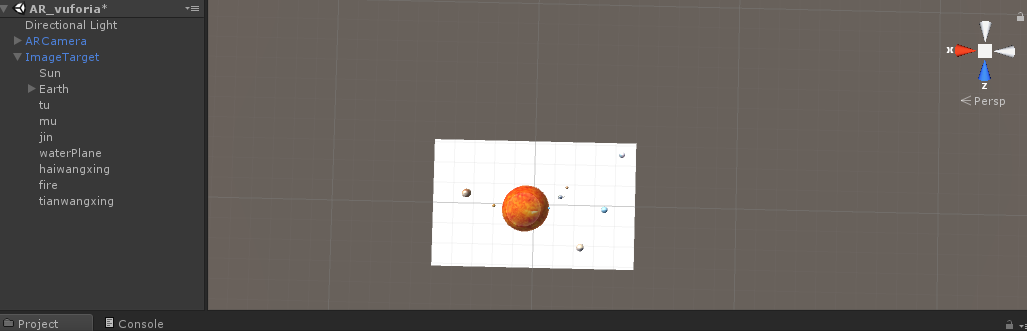 AR_vuforia*
Directional Light
ARCamera
ImageTarget
Sun
Earth
tu
mu
jin
waterPlane
haiwangxing
fire
tianwangxing
x
z
Persp
Project
Console